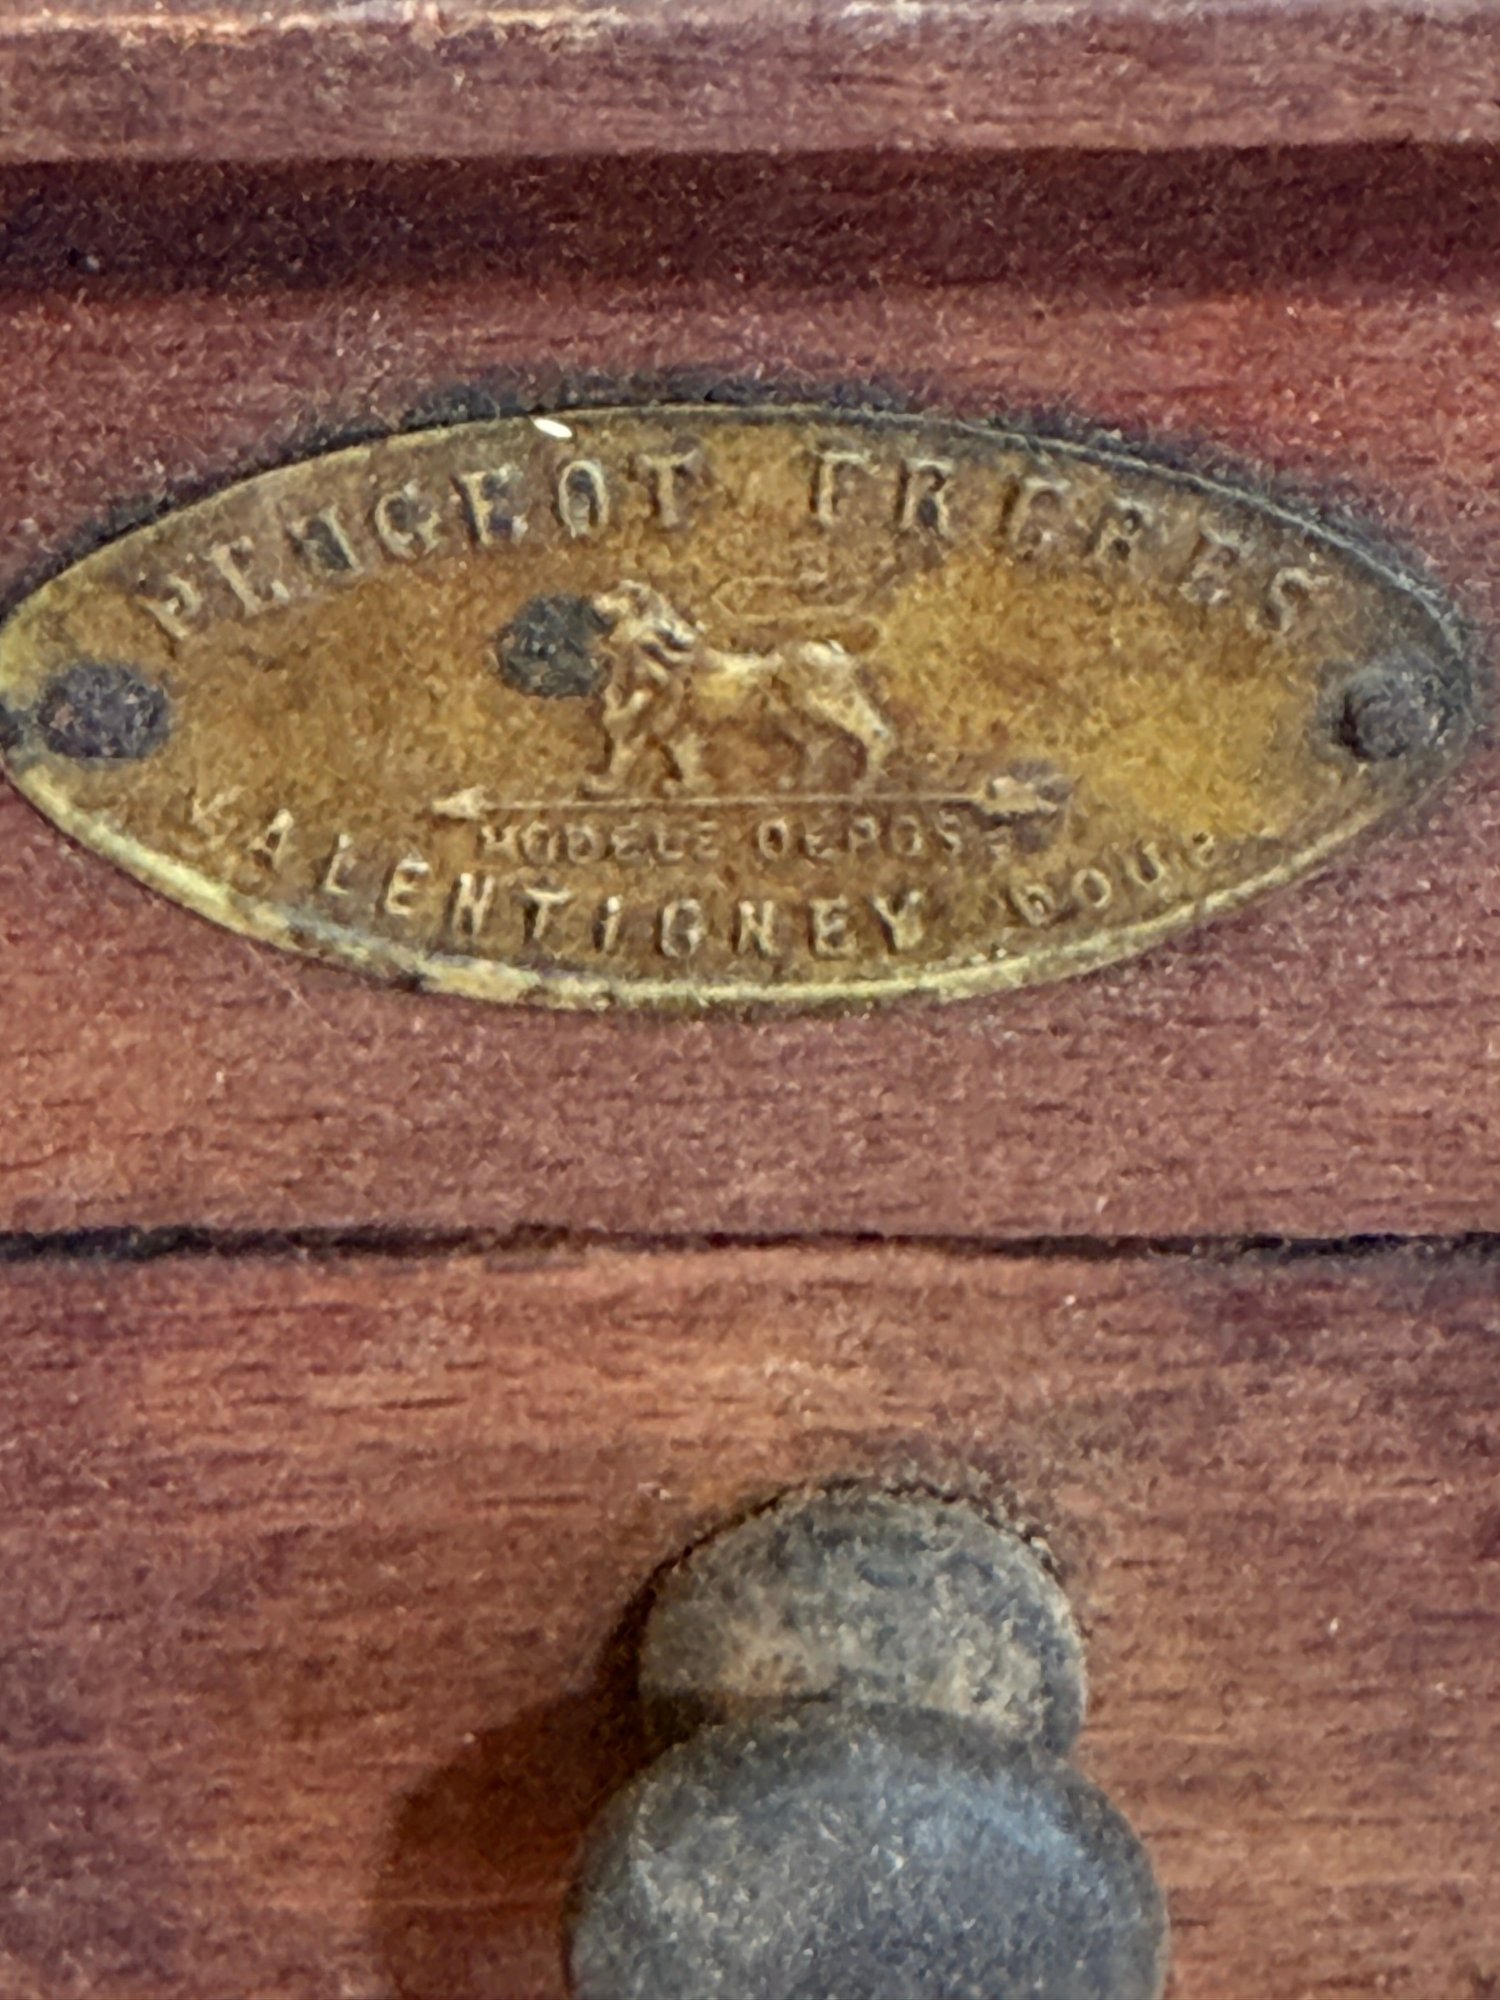 PEUGEOT FRERES
MODELE DEPOSE
VALENTIGNEY Doubs